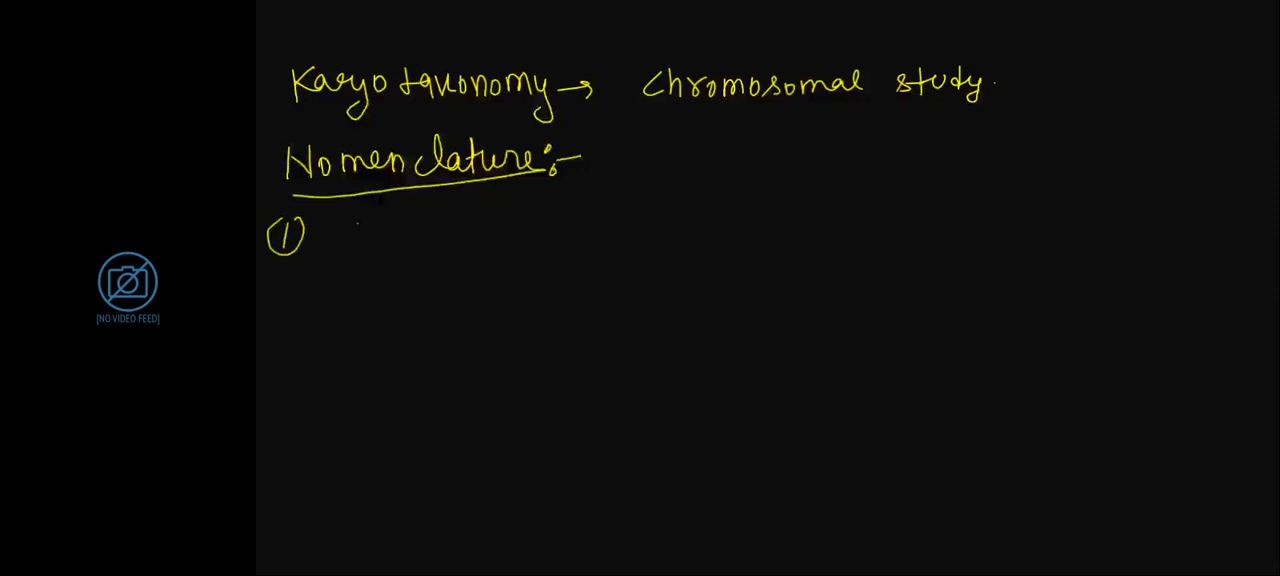 Karyotaxonomy → Chromosomal study.
Nomenclature :-
①
[NO VIDEO FEED]